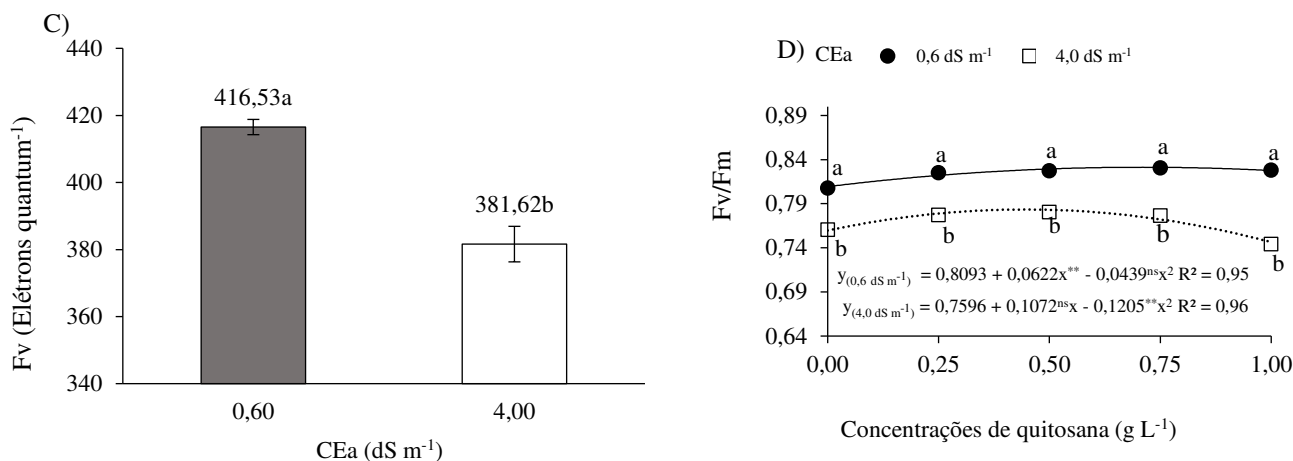 C)
440
420
400
380
360
340
Fv (Elétrons quantum⁻¹)
416,53a
381,62b
0,60 4,00
CEa (dS m⁻¹)
D) CEa 0,6 dS m⁻¹ 4,0 dS m⁻¹
0,89
0,84
0,79
0,74
0,69
0,64
Fv/Fm
a a a a a
b b b b b
y(0,6 dS m⁻¹) = 0,8093 + 0,0622x** - 0,0439ⁿˢx² R² = 0,95
y(4,0 dS m⁻¹) = 0,7596 + 0,1072ⁿˢx - 0,1205**x² R² = 0,96
0,00 0,25 0,50 0,75 1,00
Concentrações de quitosana (g L⁻¹)